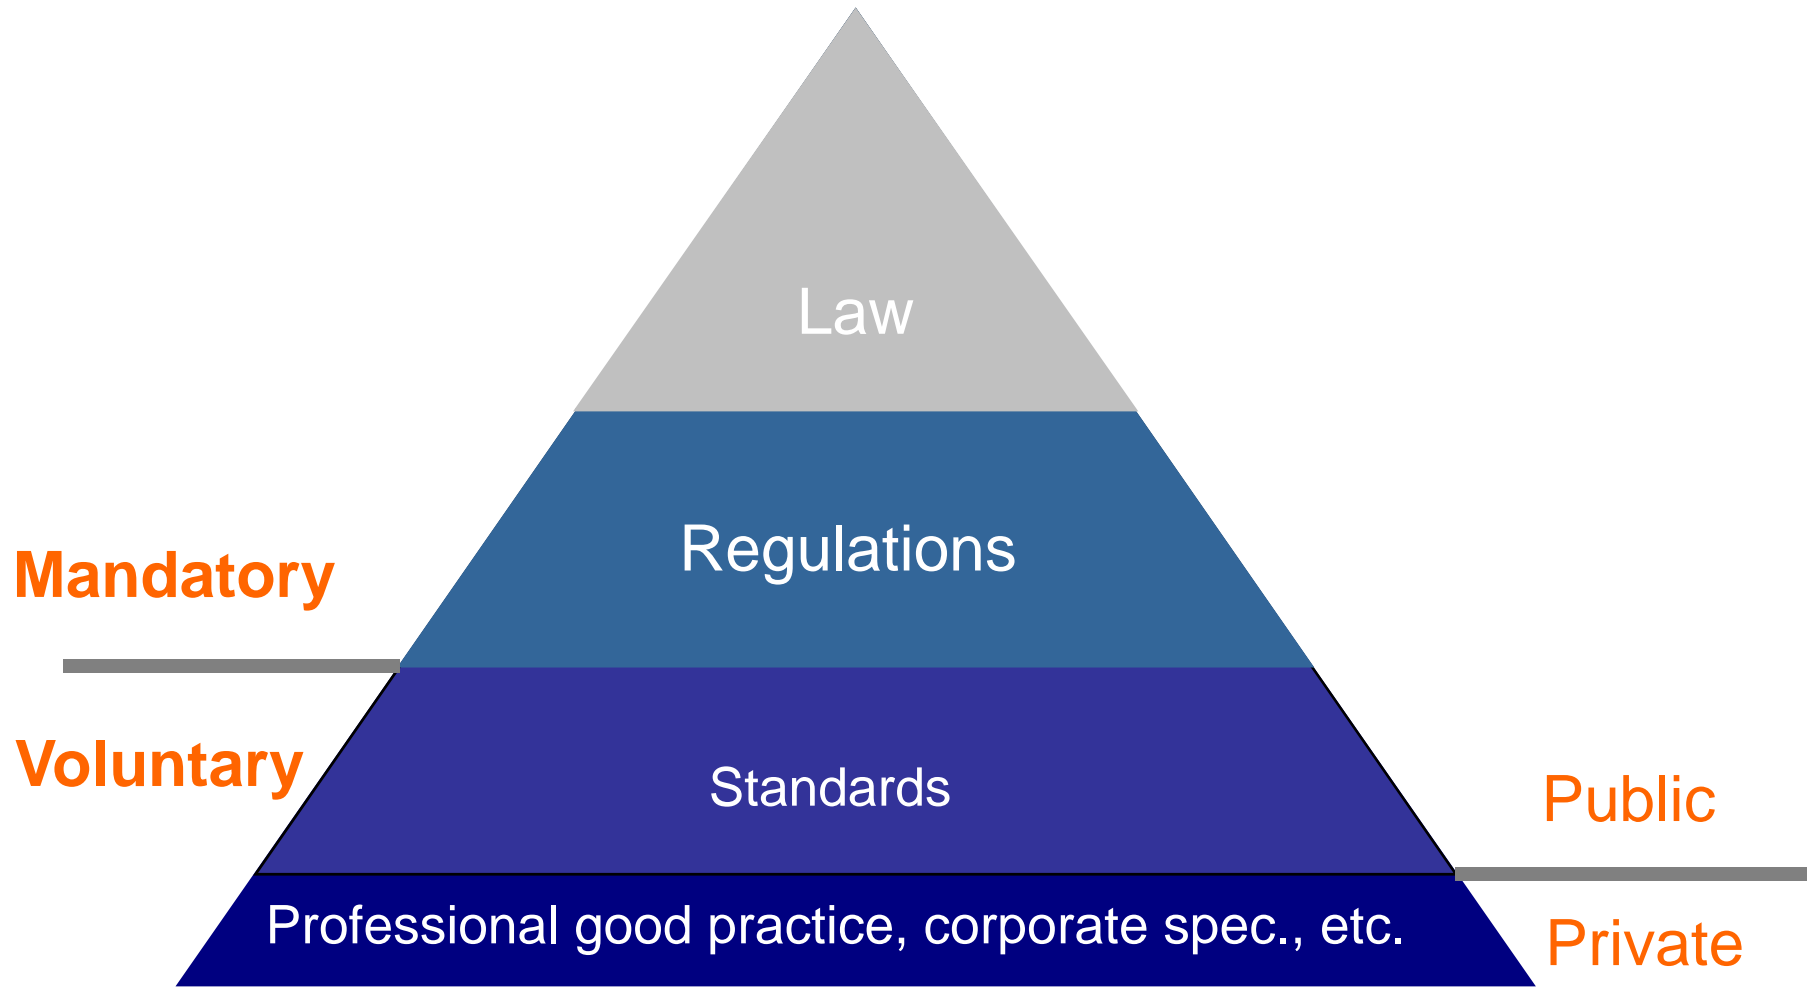 Law
Regulations
Mandatory
Voluntary
Standards
Public
Professional good practice, corporate spec., etc.
Private